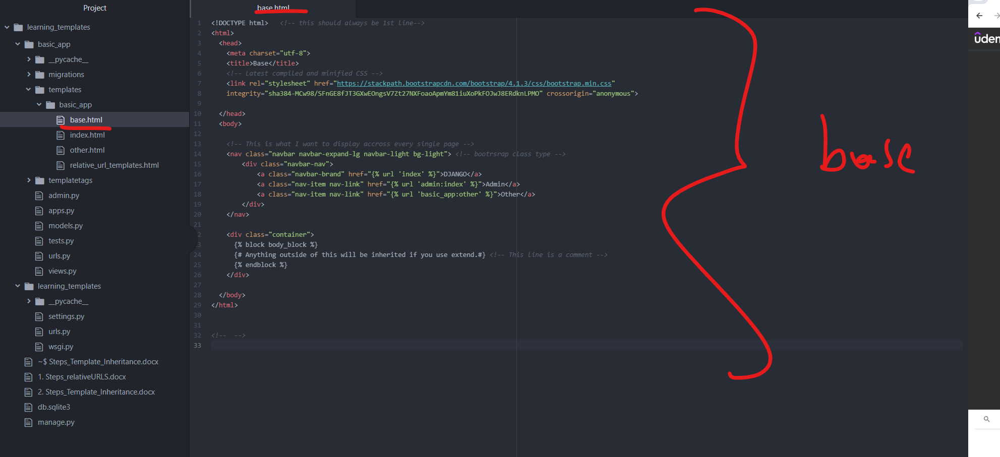 Project
learning_templates
basic_app
__pycache__
migrations
templates
basic_app
base.html
index.html
other.html
relative_url_templates.html
templatetags
admin.py
apps.py
models.py
tests.py
urls.py
views.py
learning_templates
__pycache__
settings.py
urls.py
wsgi.py
~$ Steps_Template_Inheritance.docx
1. Steps_relativeURLS.docx
2. Steps_Template_Inheritance.docx
db.sqlite3
manage.py
base.html
1 <!DOCTYPE html> <!-- this should always be 1st line-->
2 <html>
3 <head>
4 <meta charset="utf-8">
5 <title>Base</title>
6 <!-- Latest compiled and minified CSS -->
7 <link rel="stylesheet" href="https://stackpath.bootstrapcdn.com/bootstrap/4.1.3/css/bootstrap.min.css"
8 integrity="sha384-MCw98/SFnGE8fJT3GXwEOngsV7Zt27NXFoaoApmYm81iuXoPkFOJwJ8ERdknLPMO" crossorigin="anonymous">
9
10 </head>
11 <body>
12
13 <!-- This is what I want to display accross every single page -->
14 <nav class="navbar navbar-expand-lg navbar-light bg-light"> <!-- bootrsrap class type -->
15 <div class="navbar-nav">
16 <a class="navbar-brand" href="{% url 'index' %}">DJANGO</a>
17 <a class="nav-item nav-link" href="{% url 'admin:index' %}">Admin</a>
18 <a class="nav-item nav-link" href="{% url 'basic_app:other' %}">Other</a>
19 </div>
20 </nav>
21
2 <div class="container">
3 {% block body_block %}
24 {# Anything outside of this will be inherited if you use extend.#} <!-- This line is a comment -->
25 {% endblock %}
26 </div>
27
28 </body>
29 </html>
30
31
32 <!-- -->
33
base
udem